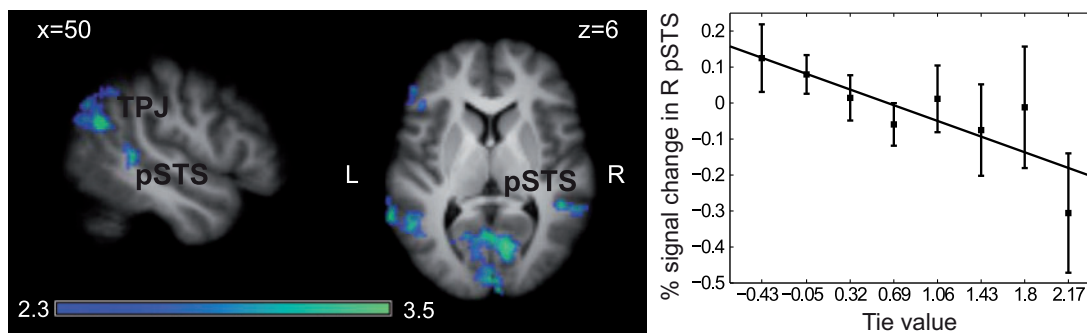 x=50
z=6
TPJ
pSTS
L
pSTS
R
2.3
3.5
% signal change in R pSTS
0.2
0.1
0
−0.1
−0.2
−0.3
−0.4
−0.5
−0.43 −0.05 0.32 0.69 1.06 1.43 1.8 2.17
Tie value